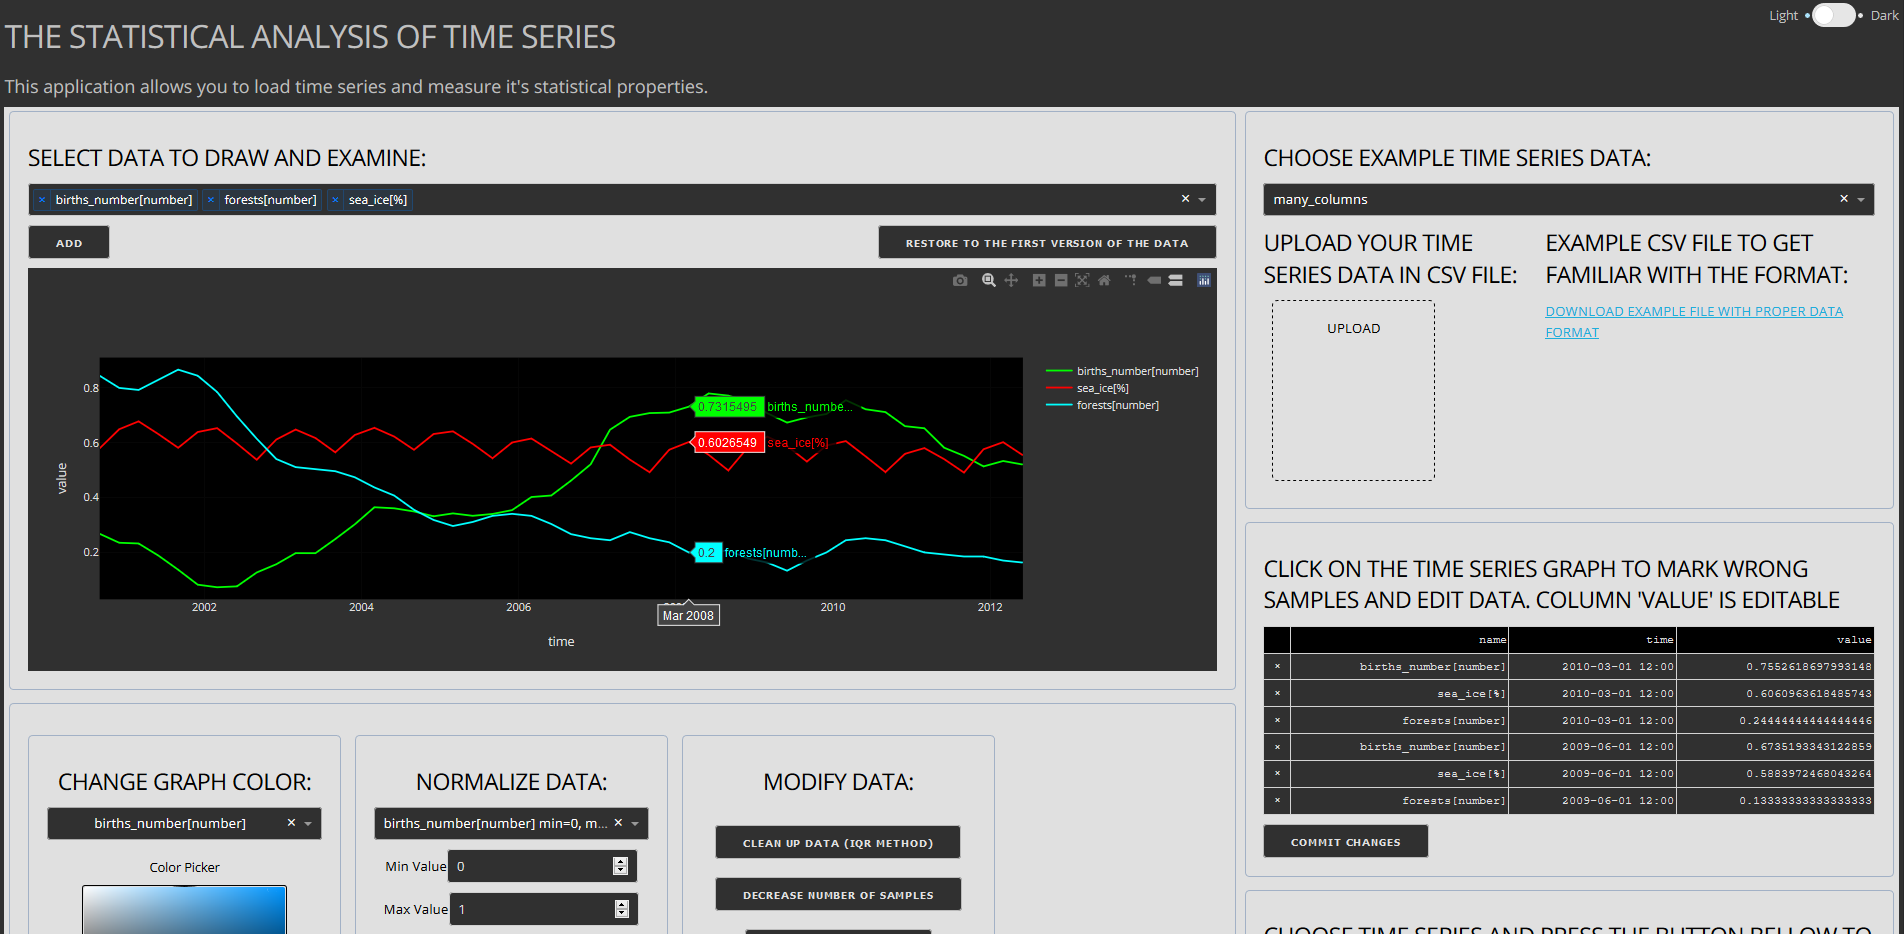 Light
Dark
THE STATISTICAL ANALYSIS OF TIME SERIES
This application allows you to load time series and measure it's statistical properties.
SELECT DATA TO DRAW AND EXAMINE:
× births_number[number] × forests[number] × sea_ice[%] ×
ADD
RESTORE TO THE FIRST VERSION OF THE DATA
births_number[number]
sea_ice[%]
forests[number]
0.8
0.6
0.4
0.2
value
0.7315495 births_numbe...
0.6026549 sea_ice[%]
0.2 forests[numb...
2002
2004
2006
2010
2012
Mar 2008
time
CHOOSE EXAMPLE TIME SERIES DATA:
many_columns ×
UPLOAD YOUR TIME
SERIES DATA IN CSV FILE:
UPLOAD
EXAMPLE CSV FILE TO GET
FAMILIAR WITH THE FORMAT:
DOWNLOAD EXAMPLE FILE WITH PROPER DATA
FORMAT
CLICK ON THE TIME SERIES GRAPH TO MARK WRONG
SAMPLES AND EDIT DATA. COLUMN 'VALUE' IS EDITABLE
name time value
× births_number[number] 2010-03-01 12:00 0.7552618697993148
× sea_ice[%] 2010-03-01 12:00 0.6060963618485743
× forests[number] 2010-03-01 12:00 0.24444444444444446
× births_number[number] 2009-06-01 12:00 0.6735193343122859
× sea_ice[%] 2009-06-01 12:00 0.5883972468043264
× forests[number] 2009-06-01 12:00 0.13333333333333333
COMMIT CHANGES
CHANGE GRAPH COLOR:
births_number[number] ×
Color Picker
NORMALIZE DATA:
births_number[number] min=0, m... ×
Min Value 0
Max Value 1
MODIFY DATA:
CLEAN UP DATA (IQR METHOD)
DECREASE NUMBER OF SAMPLES
CHOOSE TIME SERIES AND PRESS THE BUTTON BELLOW TO